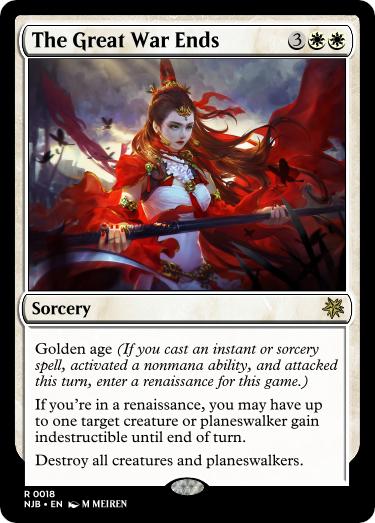 The Great War Ends 3
Sorcery
Golden age (If you cast an instant or sorcery
spell, activated a nonmana ability, and attacked
this turn, enter a renaissance for this game.)
If you're in a renaissance, you may have up
to one target creature or planeswalker gain
indestructible until end of turn.
Destroy all creatures and planeswalkers.
R 0018
NJB • EN M MEIREN